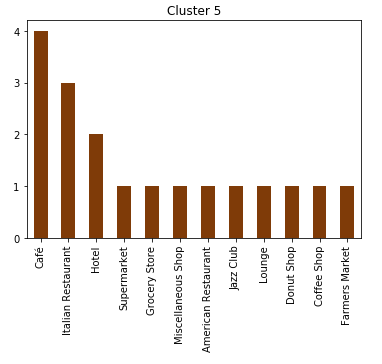 Cluster 5
4
3
2
1
0
Café
Italian Restaurant
Hotel
Supermarket
Grocery Store
Miscellaneous Shop
American Restaurant
Jazz Club
Lounge
Donut Shop
Coffee Shop
Farmers Market